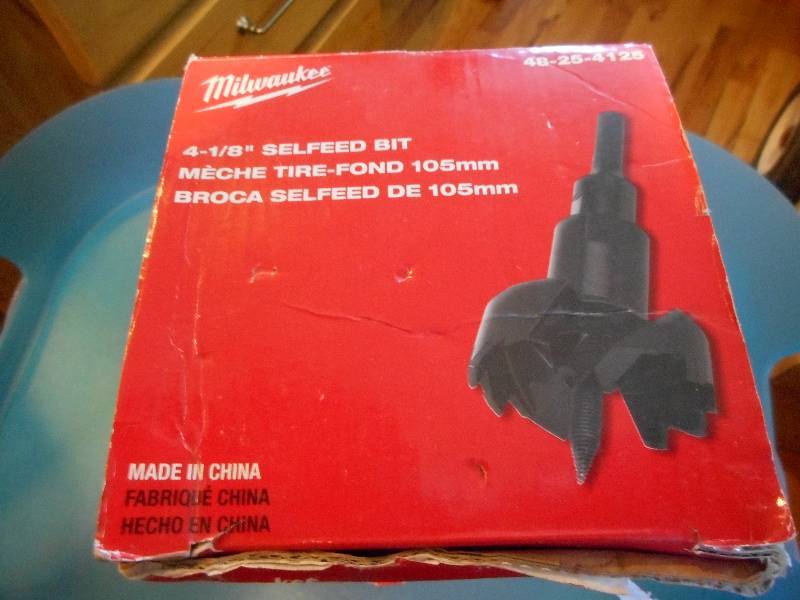 Milwaukee
48-25-4125
4-1/8" SELFEED BIT
MÈCHE TIRE-FOND 105mm
BROCA SELFEED DE 105mm
MADE IN CHINA
FABRIQUÉ CHINA
HECHO EN CHINA